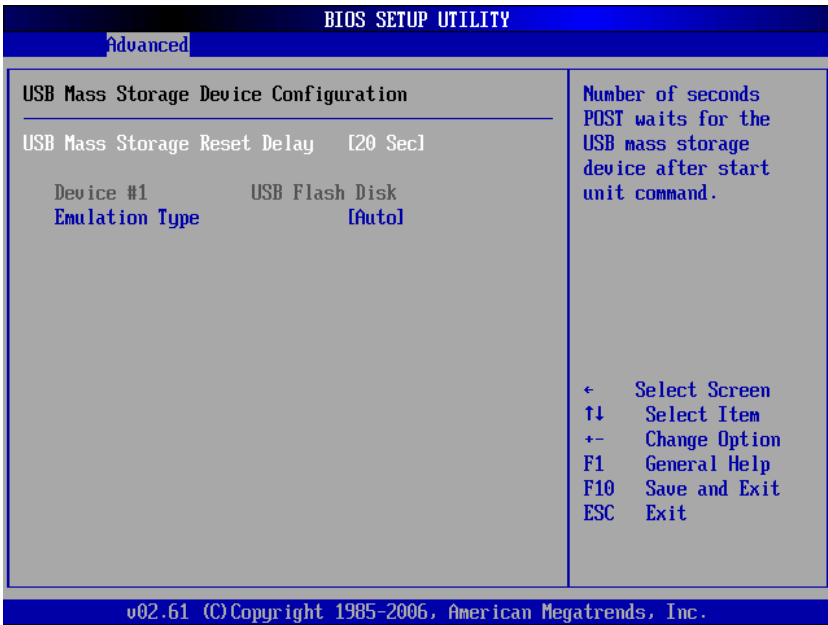 BIOS SETUP UTILITY
Advanced
USB Mass Storage Device Configuration
USB Mass Storage Reset Delay [20 Sec]
Device #1 USB Flash Disk
Emulation Type [Auto]
Number of seconds
POST waits for the
USB mass storage
device after start
unit command.
← Select Screen
↑↓ Select Item
+- Change Option
F1 General Help
F10 Save and Exit
ESC Exit
v02.61 (C)Copyright 1985-2006, American Megatrends, Inc.